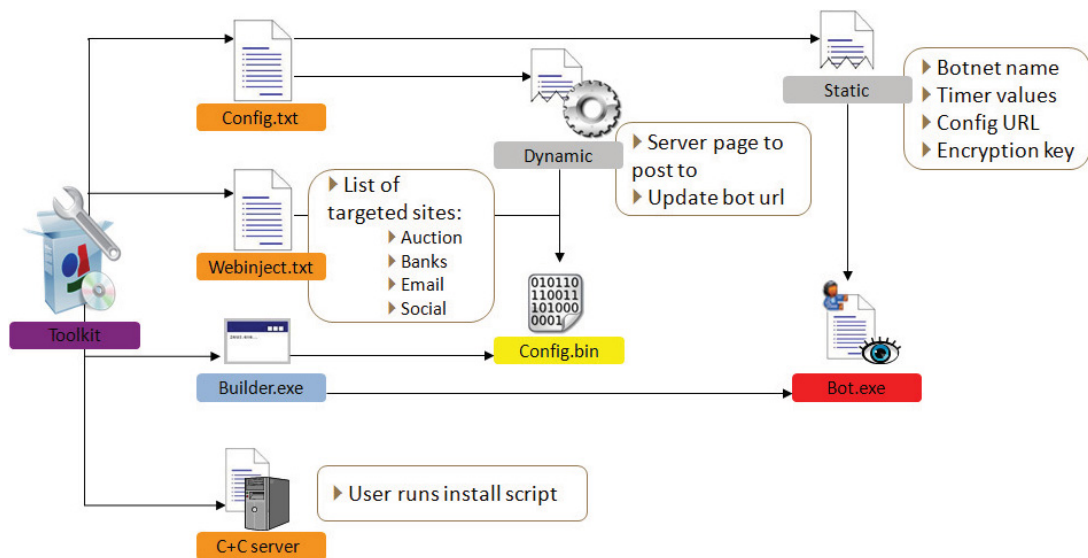 Config.txt
Static
Botnet name
Timer values
Config URL
Encryption key
Dynamic
Server page to
post to
Update bot url
List of
targeted sites:
Auction
Banks
Email
Social
Webinject.txt
010110
110011
101000
0001
Toolkit
Builder.exe
Config.bin
Bot.exe
User runs install script
C+C server